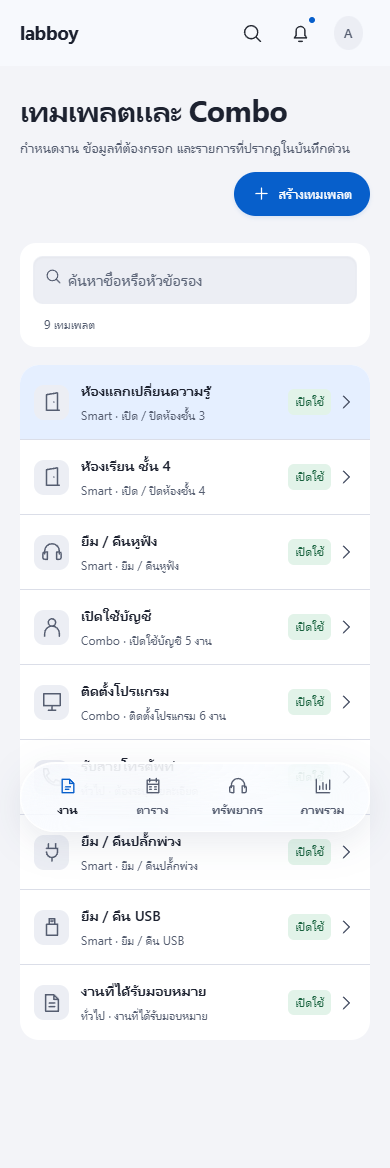 labboy
A
เทมเพลตและ Combo
กำหนดงาน ข้อมูลที่ต้องกรอก และรายการที่ปรากฏในบันทึกด่วน
สร้างเทมเพลต
ค้นหาชื่อหรือหัวข้อรอง
9 เทมเพลต
ห้องแลกเปลี่ยนความรู้
เปิดใช้
Smart · เปิด / ปิดห้องชั้น 3
ห้องเรียน ชั้น 4
เปิดใช้
Smart · เปิด / ปิดห้องชั้น 4
ยืม / คืนหูฟัง
เปิดใช้
Smart · ยืม / คืนหูฟัง
เปิดใช้บัญชี
เปิดใช้
Combo · เปิดใช้บัญชี 5 งาน
ติดตั้งโปรแกรม
เปิดใช้
Combo · ติดตั้งโปรแกรม 6 งาน
รับสายโทรศัพท์
เปิดใช้
งาน
ตาราง
ทรัพยากร
ภาพรวม
ยืม / คืนปลั๊กพ่วง
เปิดใช้
Smart · ยืม / คืนปลั๊กพ่วง
ยืม / คืน USB
เปิดใช้
Smart · ยืม / คืน USB
งานที่ได้รับมอบหมาย
เปิดใช้
ทั่วไป · งานที่ได้รับมอบหมาย